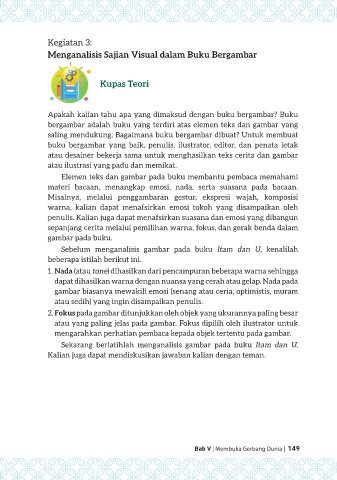 Kegiatan 3:
Menganalisis Sajian Visual dalam Buku Bergambar
Kupas Teori
Apakah kalian tahu apa yang dimaksud dengan buku bergambar? Buku
bergambar adalah buku yang terdiri atas elemen teks dan gambar yang
saling mendukung. Bagaimana buku bergambar dibuat? Untuk membuat
buku bergambar yang baik, penulis, ilustrator, editor, dan penata letak
atau desainer bekerja sama untuk menghasilkan teks cerita dan gambar
atau ilustrasi yang padu dan memikat.
Elemen teks dan gambar pada buku membantu pembaca memahami
materi bacaan, menangkap emosi, nada, serta suasana pada bacaan.
Misalnya, melalui penggambaran gestur, ekspresi wajah, komposisi
warna, kalian dapat menafsirkan emosi tokoh yang disampaikan oleh
penulis. Kalian juga dapat menafsirkan suasana dan emosi yang dibangun
sepanjang cerita melalui pemilihan warna, fokus, dan gerak benda dalam
gambar pada buku.
Sebelum menganalisis gambar pada buku Itam dan U, kenalilah
beberapa istilah berikut ini.
1. Nada (atau tone) dihasilkan dari pencampuran beberapa warna sehingga
dapat dihasilkan warna dengan nuansa yang cerah atau gelap. Nada pada
gambar biasanya mewakili emosi (senang atau ceria, optimistis, muram
atau sedih) yang ingin disampaikan penulis.
2. Fokus pada gambar ditunjukkan oleh objek yang ukurannya paling besar
atau yang paling jelas pada gambar. Fokus dipilih oleh ilustrator untuk
mengarahkan perhatian pembaca kepada objek tertentu pada gambar.
Sekarang berlatihlah menganalisis gambar pada buku Itam dan U.
Kalian juga dapat mendiskusikan jawaban kalian dengan teman.
Bab V | Membuka Gerbang Dunia | 149